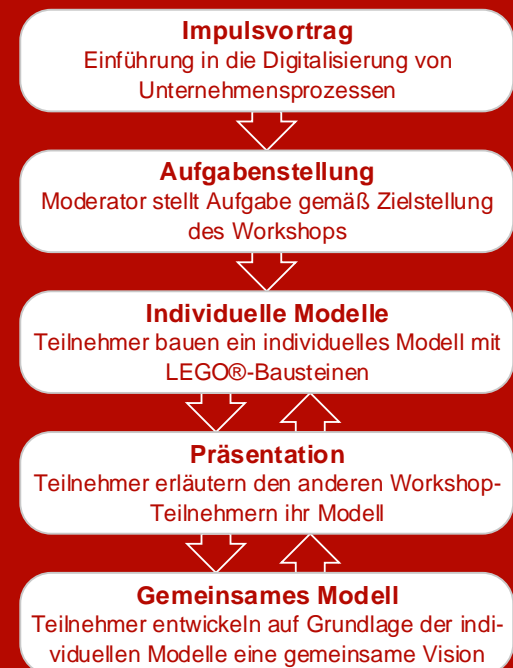 Impulsvortrag
Einführung in die Digitalisierung von
Unternehmensprozessen
Aufgabenstellung
Moderator stellt Aufgabe gemäß Zielstellung
des Workshops
Individuelle Modelle
Teilnehmer bauen ein individuelles Modell mit
LEGO®-Bausteinen
Präsentation
Teilnehmer erläutern den anderen Workshop-
Teilnehmern ihr Modell
Gemeinsames Modell
Teilnehmer entwickeln auf Grundlage der indi-
viduellen Modelle eine gemeinsame Vision